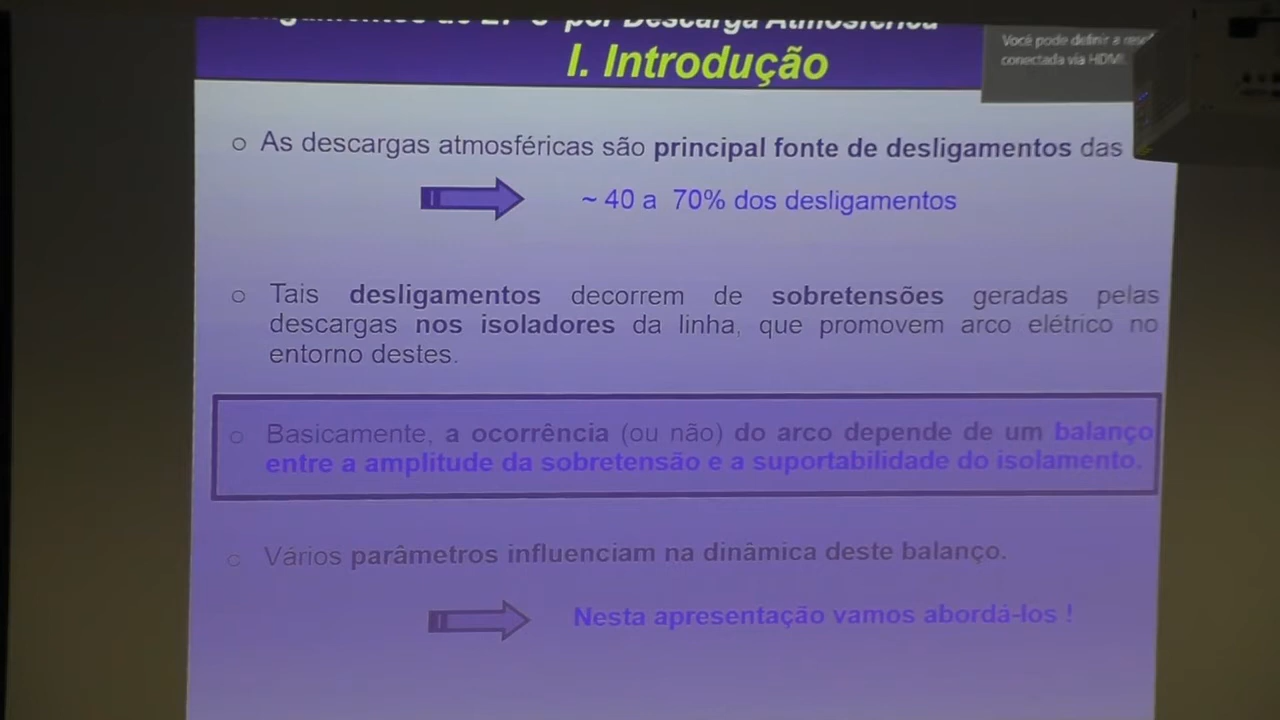 por Descarga Atmosférica
I. Introdução
Você pode definir a
conectada via HDMI
○ As descargas atmosféricas são principal fonte de desligamentos das
~ 40 a 70% dos desligamentos
○ Tais desligamentos decorrem de sobretensões geradas pelas
descargas nos isoladores da linha, que promovem arco elétrico no
entorno destes.
○ Basicamente, a ocorrência (ou não) do arco depende de um balanço
entre a amplitude da sobretensão e a suportabilidade do isolamento.
○ Vários parâmetros influenciam na dinâmica deste balanço.
Nesta apresentação vamos abordá-los !